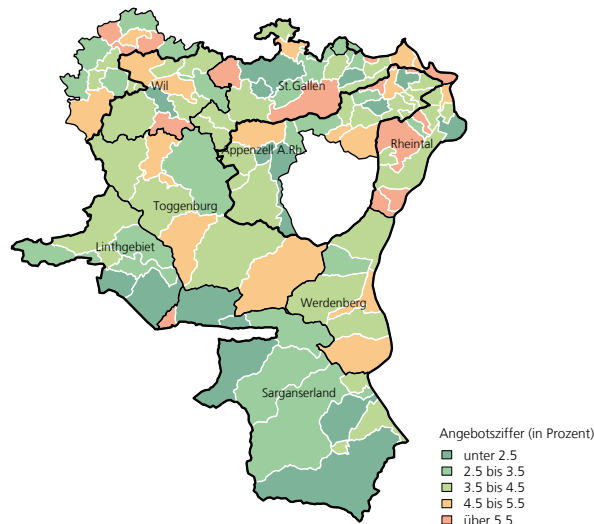 Wil
St.Gallen
Appenzell A.Rh.
Rheintal
Toggenburg
Linthgebiet
Werdenberg
Sarganserland
Angebotsziffer (in Prozent)
unter 2.5
2.5 bis 3.5
3.5 bis 4.5
4.5 bis 5.5
über 5.5